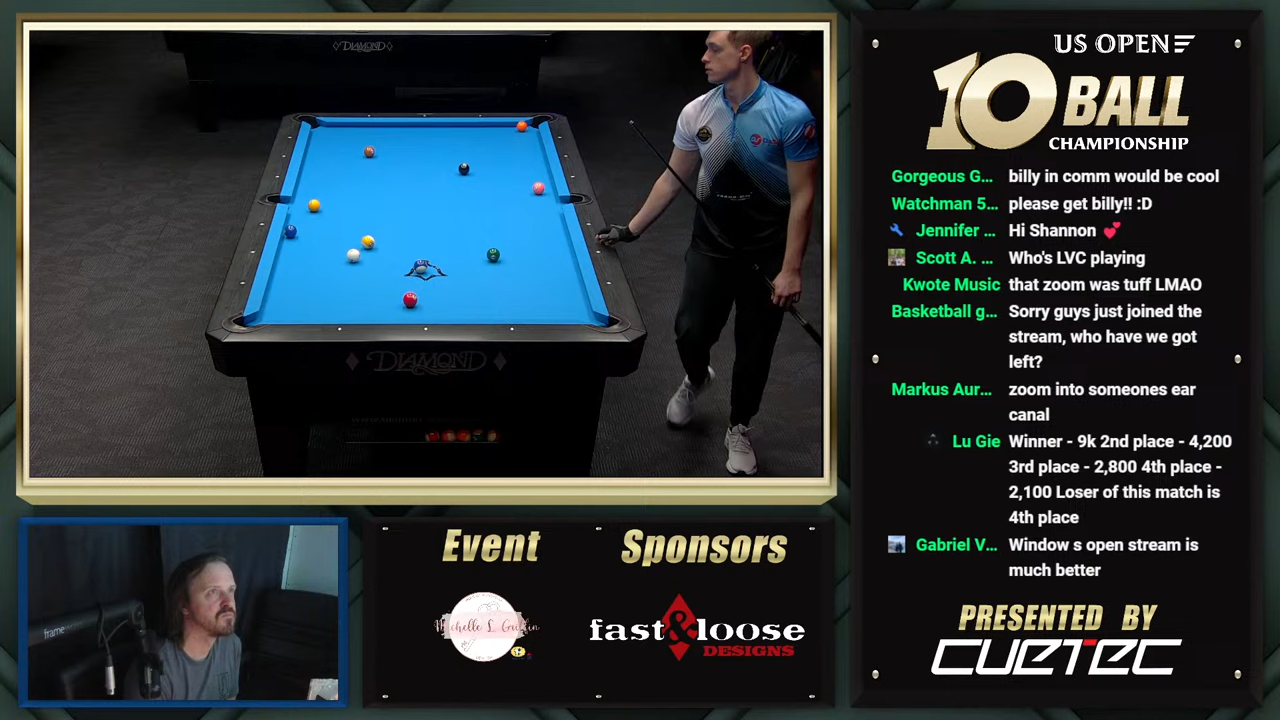 DIAMOND
DIAMOND
US OPEN
10 BALL
CHAMPIONSHIP
Gorgeous G... billy in comm would be cool
Watchman 5... please get billy!! :D
Jennifer ... Hi Shannon 💕
Scott A. ... Who's LVC playing
Kwote Music that zoom was tuff LMAO
Basketball g... Sorry guys just joined the
stream, who have we got
left?
Markus Aur... zoom into someones ear
canal
Lu Gie Winner - 9k 2nd place - 4,200
3rd place - 2,800 4th place -
2,100 Loser of this match is
4th place
Gabriel V... Window s open stream is
much better
PRESENTED BY
CUETEC
frame
Event Sponsors
Michelle L. Griffin
fast & loose
DESIGNS